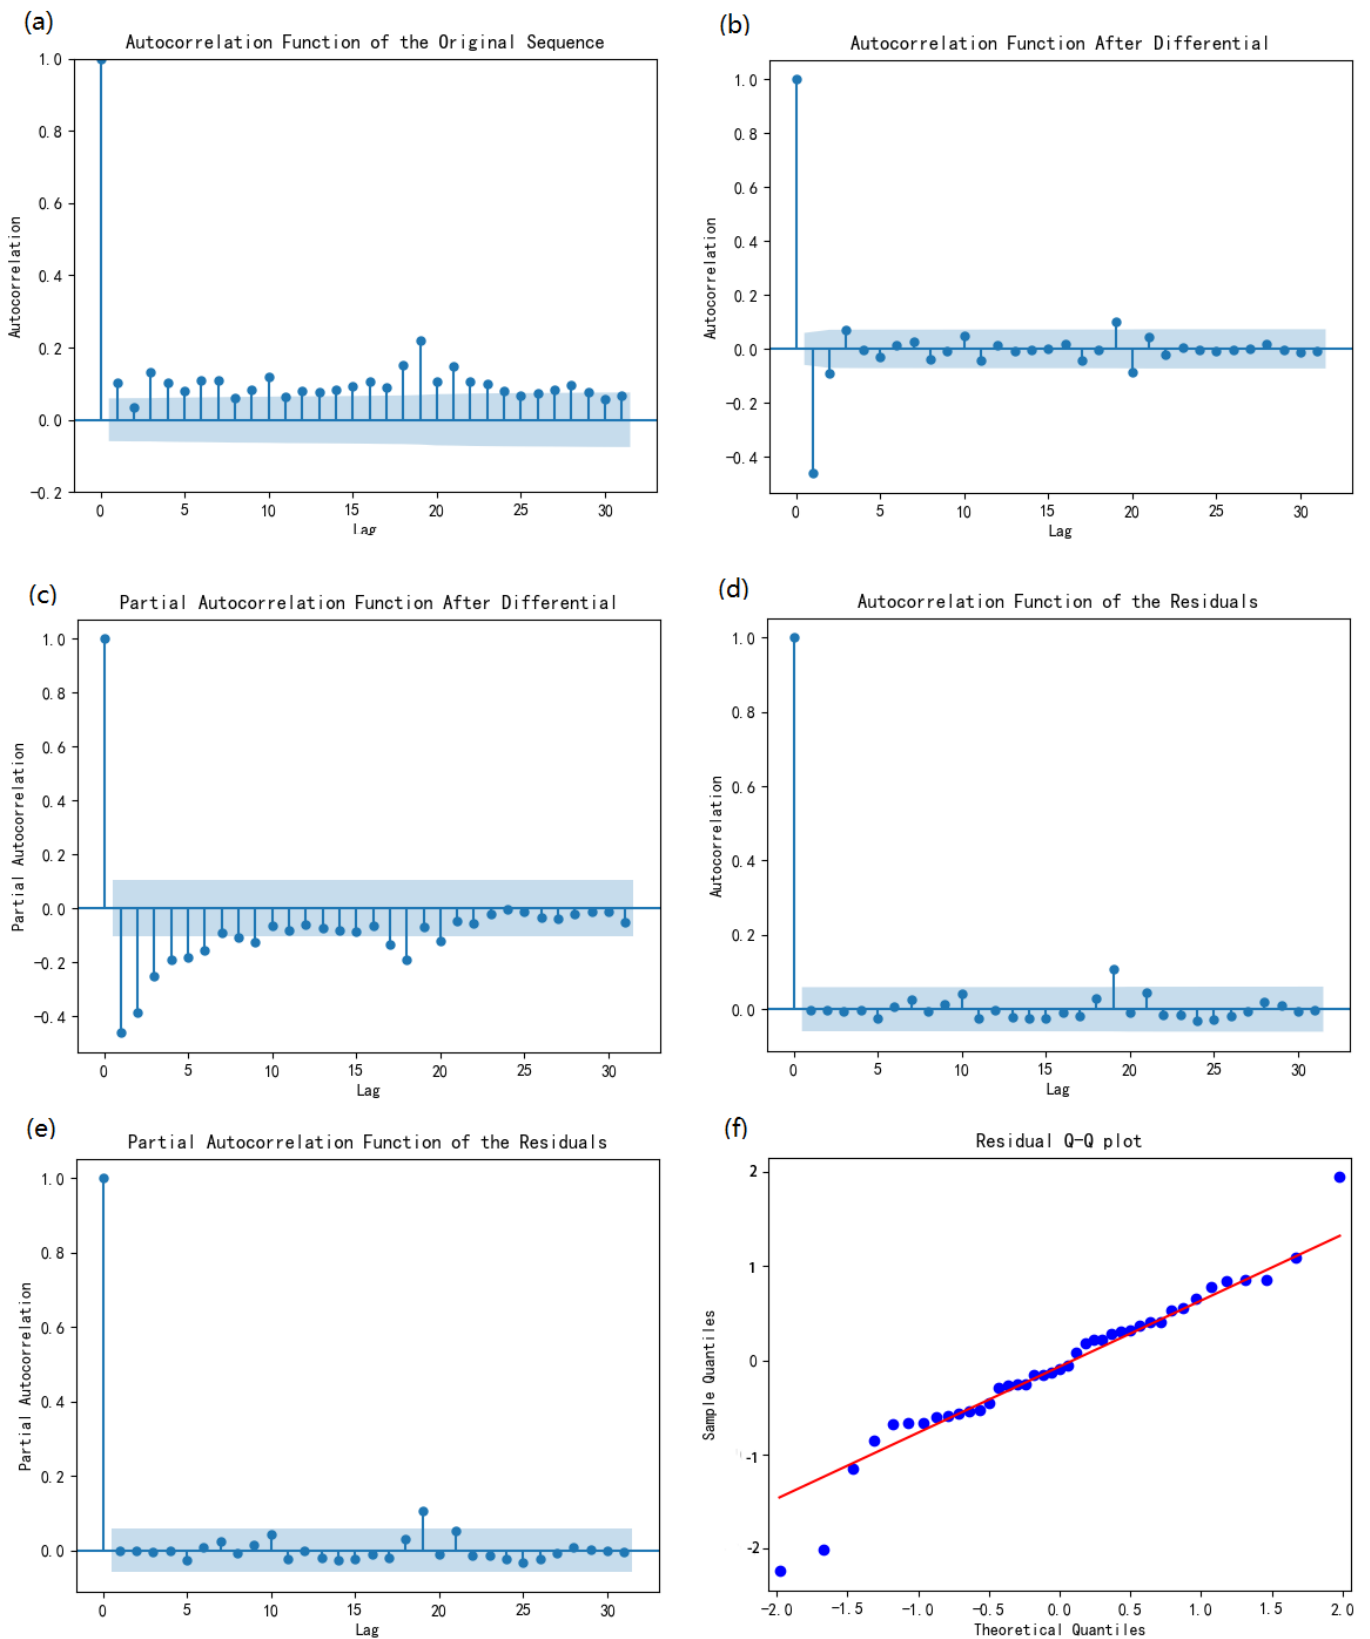 (a)
Autocorrelation Function of the Original Sequence
1.0
0.8
0.6
0.4
0.2
0.0
-0.2
Autocorrelation
0 5 10 15 20 25 30
Lag
(b)
Autocorrelation Function After Differential
1.0
0.8
0.6
0.4
0.2
0.0
-0.2
-0.4
Autocorrelation
0 5 10 15 20 25 30
Lag
(c)
Partial Autocorrelation Function After Differential
1.0
0.8
0.6
0.4
0.2
0.0
-0.2
-0.4
Partial Autocorrelation
0 5 10 15 20 25 30
Lag
(d)
Autocorrelation Function of the Residuals
1.0
0.8
0.6
0.4
0.2
0.0
Autocorrelation
0 5 10 15 20 25 30
Lag
(e)
Partial Autocorrelation Function of the Residuals
1.0
0.8
0.6
0.4
0.2
0.0
Partial Autocorrelation
0 5 10 15 20 25 30
Lag
(f)
Residual Q-Q plot
2
1
0
-1
-2
Sample Quantiles
-2.0 -1.5 -1.0 -0.5 0.0 0.5 1.0 1.5 2.0
Theoretical Quantiles